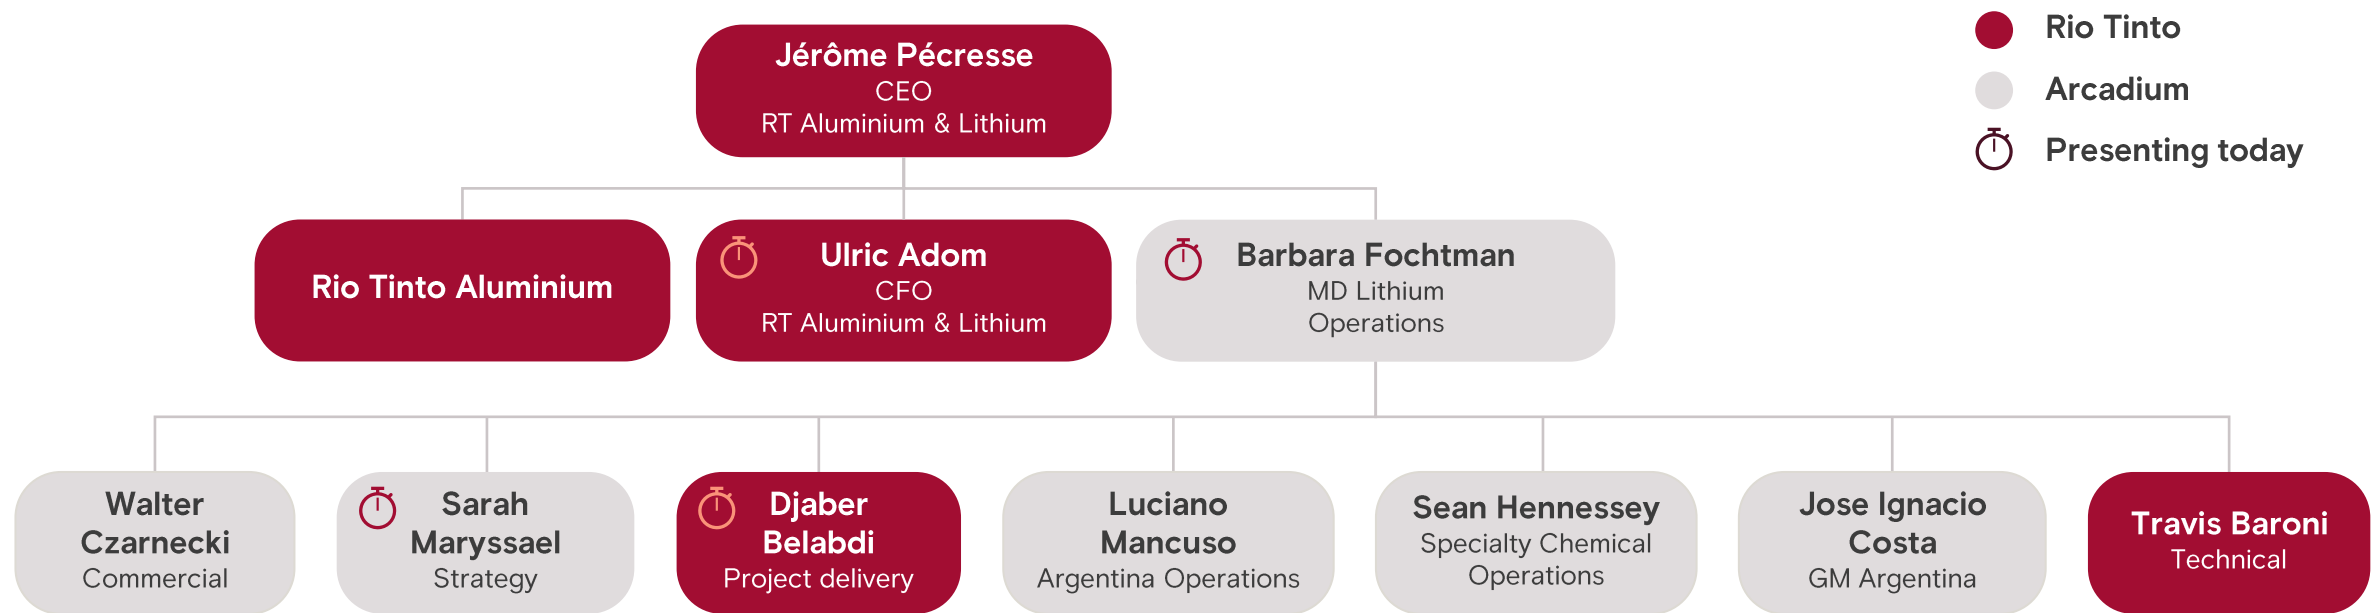 Jérôme Pécresse
CEO
RT Aluminium & Lithium
Rio Tinto
Arcadium
Presenting today
Rio Tinto Aluminium
Ulric Adom
CFO
RT Aluminium & Lithium
Barbara Fochtman
MD Lithium
Operations
Walter
Czarnecki
Commercial
Sarah
Maryssael
Strategy
Djaber
Belabdi
Project delivery
Luciano
Mancuso
Argentina Operations
Sean Hennessey
Specialty Chemical
Operations
Jose Ignacio
Costa
GM Argentina
Travis Baroni
Technical